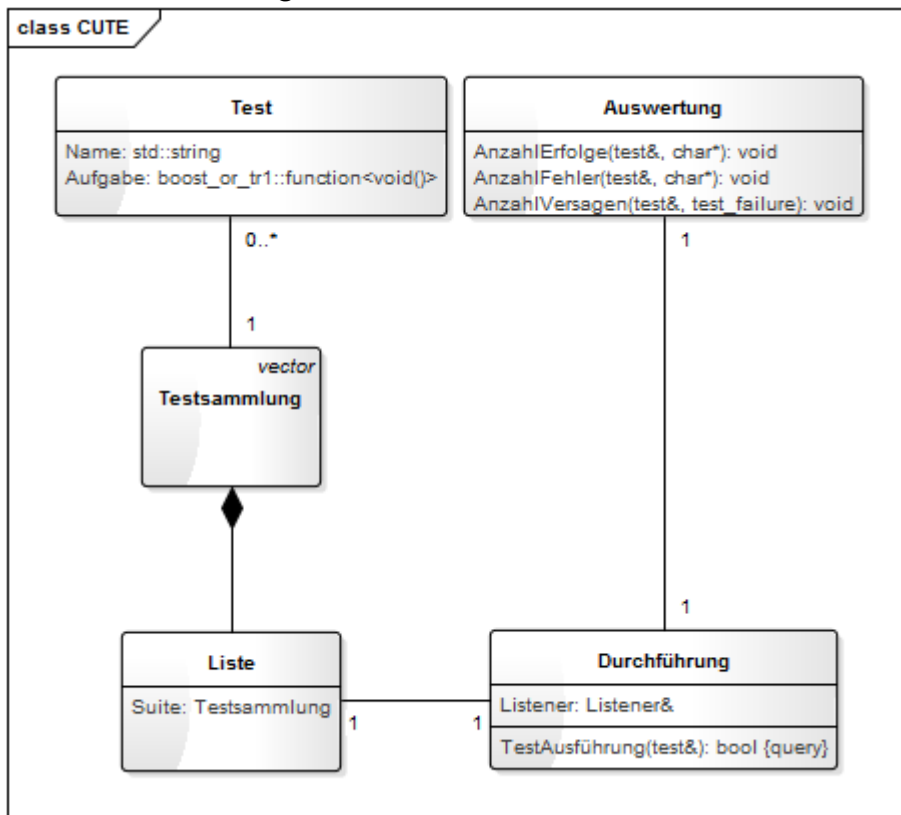 class CUTE
Test
Name: std::string
Aufgabe: boost_or_tr1::function<void()>
Auswertung
AnzahlErfolge(test&, char*): void
AnzahlFehler(test&, char*): void
AnzahlVersagen(test&, test_failure): void
0..*
1
1
vector
Testsammlung
1
Liste
Suite: Testsammlung
1
1
Durchführung
Listener: Listener&
TestAusführung(test&): bool {query}